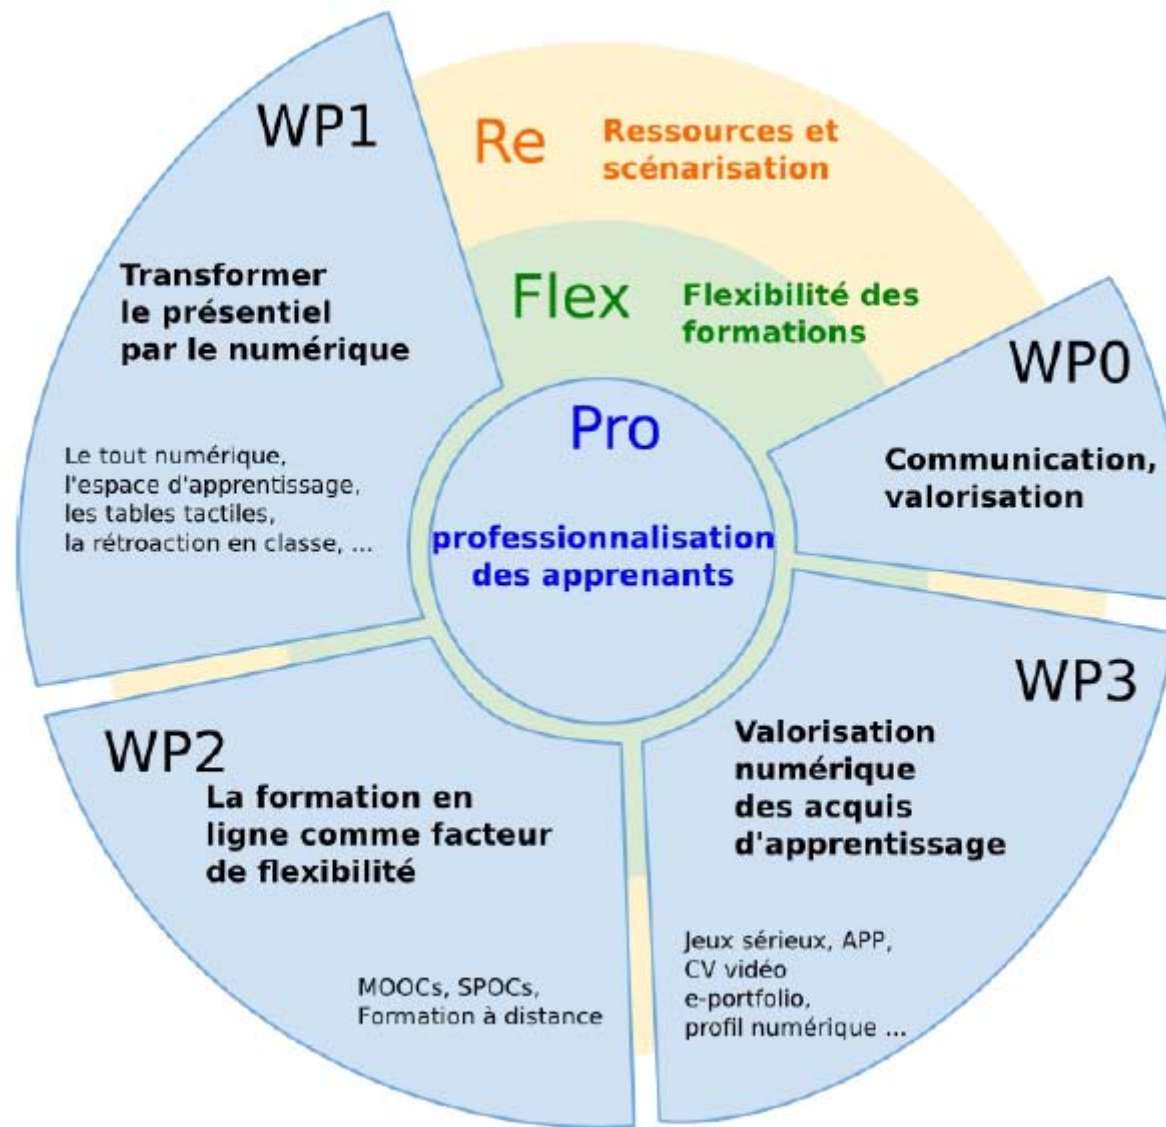 WP1
Transformer
le présentiel
par le numérique
Le tout numérique,
l'espace d'apprentissage,
les tables tactiles,
la rétroaction en classe, ...
Re
Ressources et
scénarisation
Flex
Flexibilité des
formations
Pro
professionnalisation
des apprenants
WP0
Communication,
valorisation
WP2
La formation en
ligne comme facteur
de flexibilité
MOOCs, SPOCs,
Formation à distance
WP3
Valorisation
numérique
des acquis
d'apprentissage
Jeux sérieux, APP,
CV vidéo
e-portfolio,
profil numérique ...